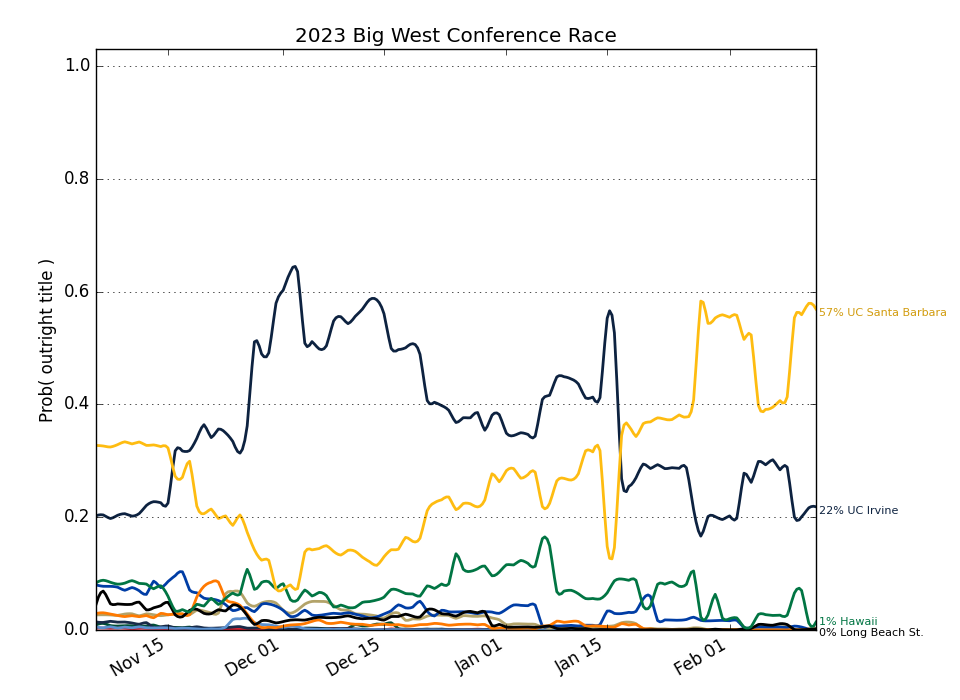 2023 Big West Conference Race
1.0
0.8
0.6
0.4
0.2
0.0
Prob( outright title )
57% UC Santa Barbara
22% UC Irvine
1% Hawaii
0% Long Beach St.
Nov 15
Dec 01
Dec 15
Jan 01
Jan 15
Feb 01